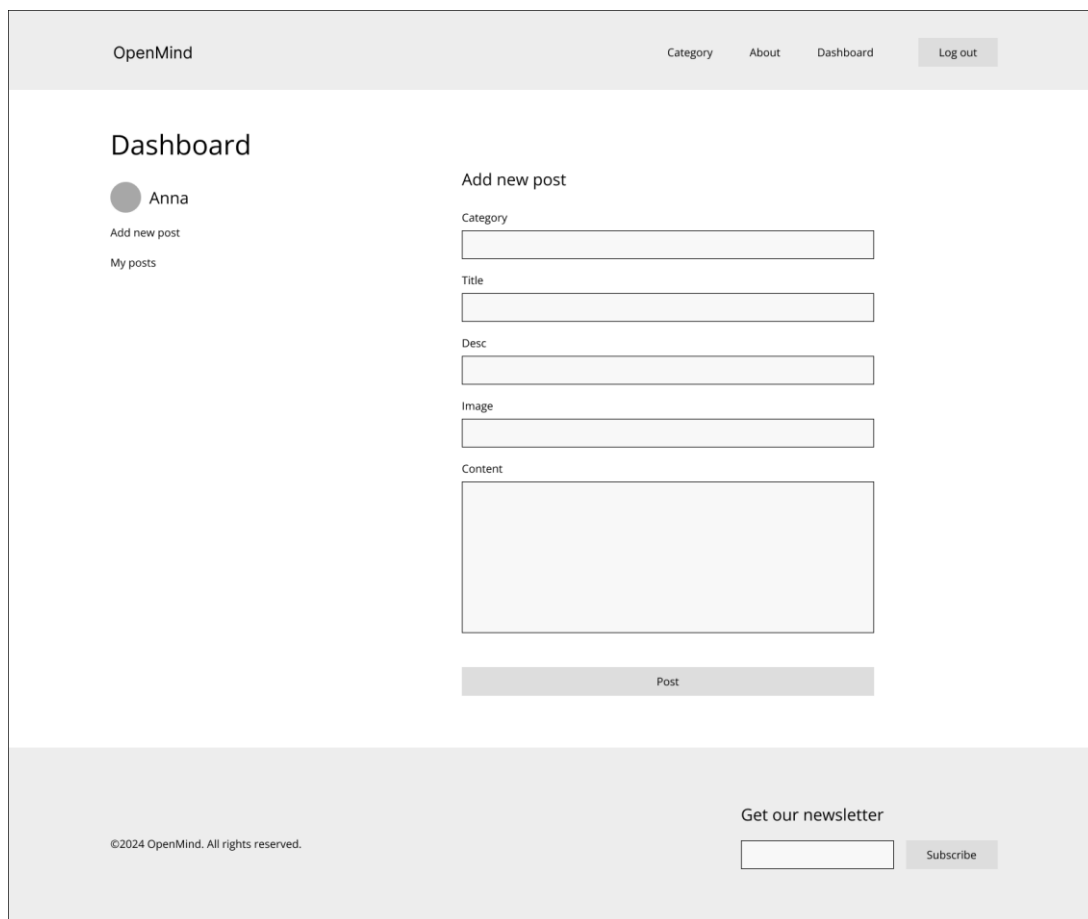 OpenMind
Category
About
Dashboard
Log out
Dashboard
Anna
Add new post
My posts
Add new post
Category
Title
Desc
Image
Content
Post
©2024 OpenMind. All rights reserved.
Get our newsletter
Subscribe